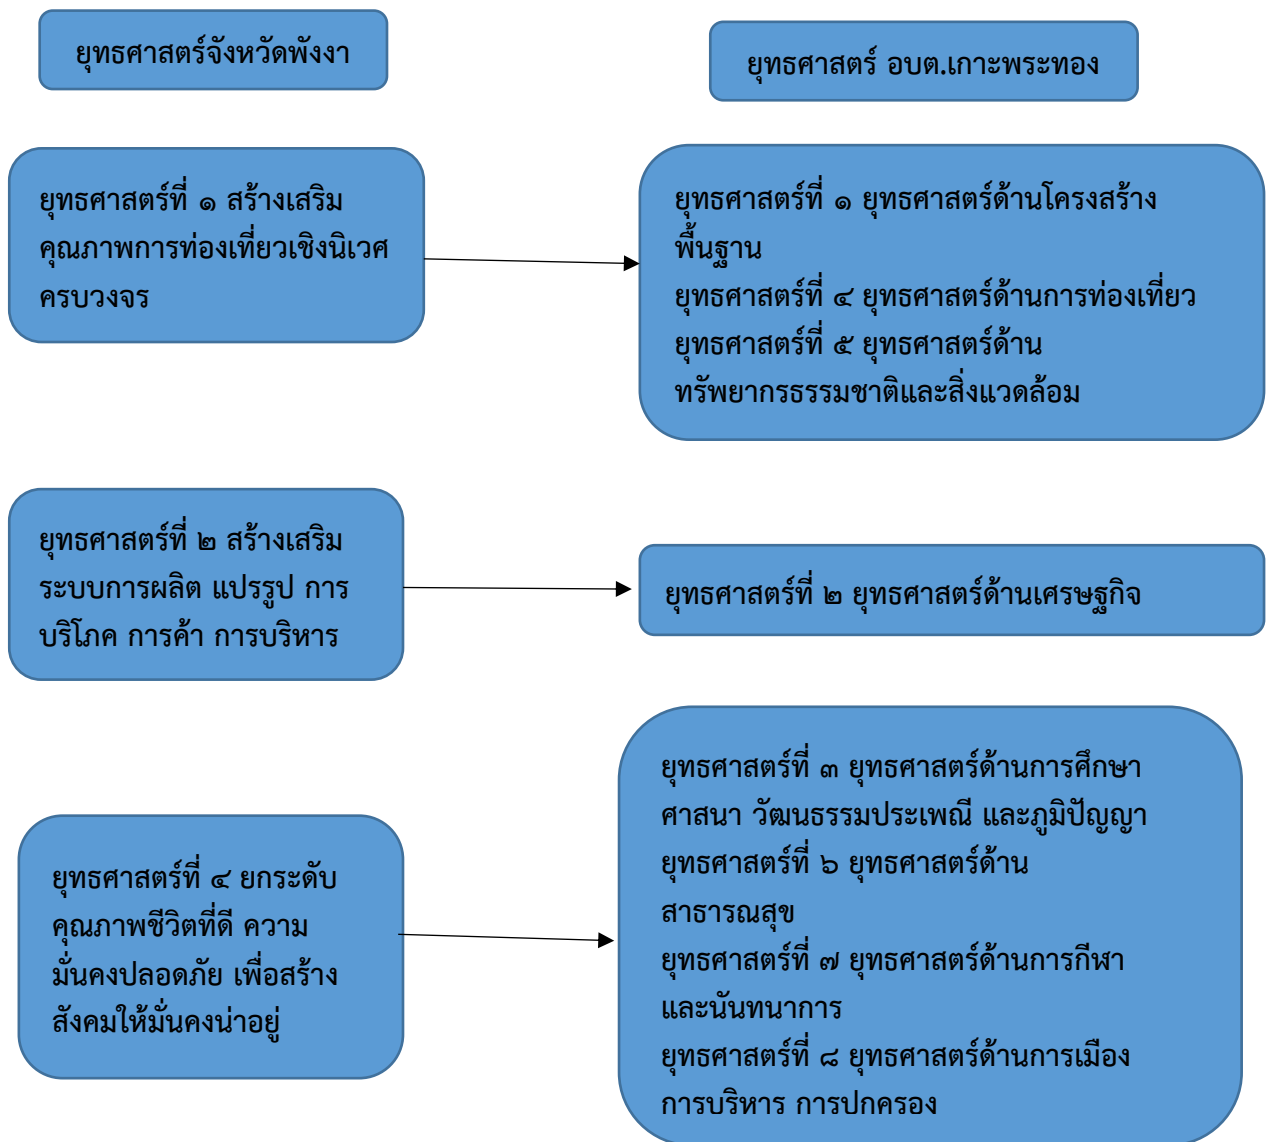 ยุทธศาสตร์จังหวัดพังงา
ยุทธศาสตร์ อบต.เกาะพระทอง
ยุทธศาสตร์ที่ ๑ สร้างเสริม
คุณภาพการท่องเที่ยวเชิงนิเวศ
ครบวงจร
ยุทธศาสตร์ที่ ๑ ยุทธศาสตร์ด้านโครงสร้าง
พื้นฐาน
ยุทธศาสตร์ที่ ๔ ยุทธศาสตร์ด้านการท่องเที่ยว
ยุทธศาสตร์ที่ ๕ ยุทธศาสตร์ด้าน
ทรัพยากรธรรมชาติและสิ่งแวดล้อม
ยุทธศาสตร์ที่ ๒ สร้างเสริม
ระบบการผลิต แปรรูป การ
บริโภค การค้า การบริหาร
ยุทธศาสตร์ที่ ๒ ยุทธศาสตร์ด้านเศรษฐกิจ
ยุทธศาสตร์ที่ ๔ ยกระดับ
คุณภาพชีวิตที่ดี ความ
มั่นคงปลอดภัย เพื่อสร้าง
สังคมให้มั่นคงน่าอยู่
ยุทธศาสตร์ที่ ๓ ยุทธศาสตร์ด้านการศึกษา
ศาสนา วัฒนธรรมประเพณี และภูมิปัญญา
ยุทธศาสตร์ที่ ๖ ยุทธศาสตร์ด้าน
สาธารณสุข
ยุทธศาสตร์ที่ ๗ ยุทธศาสตร์ด้านการกีฬา
และนันทนาการ
ยุทธศาสตร์ที่ ๘ ยุทธศาสตร์ด้านการเมือง
การบริหาร การปกครอง